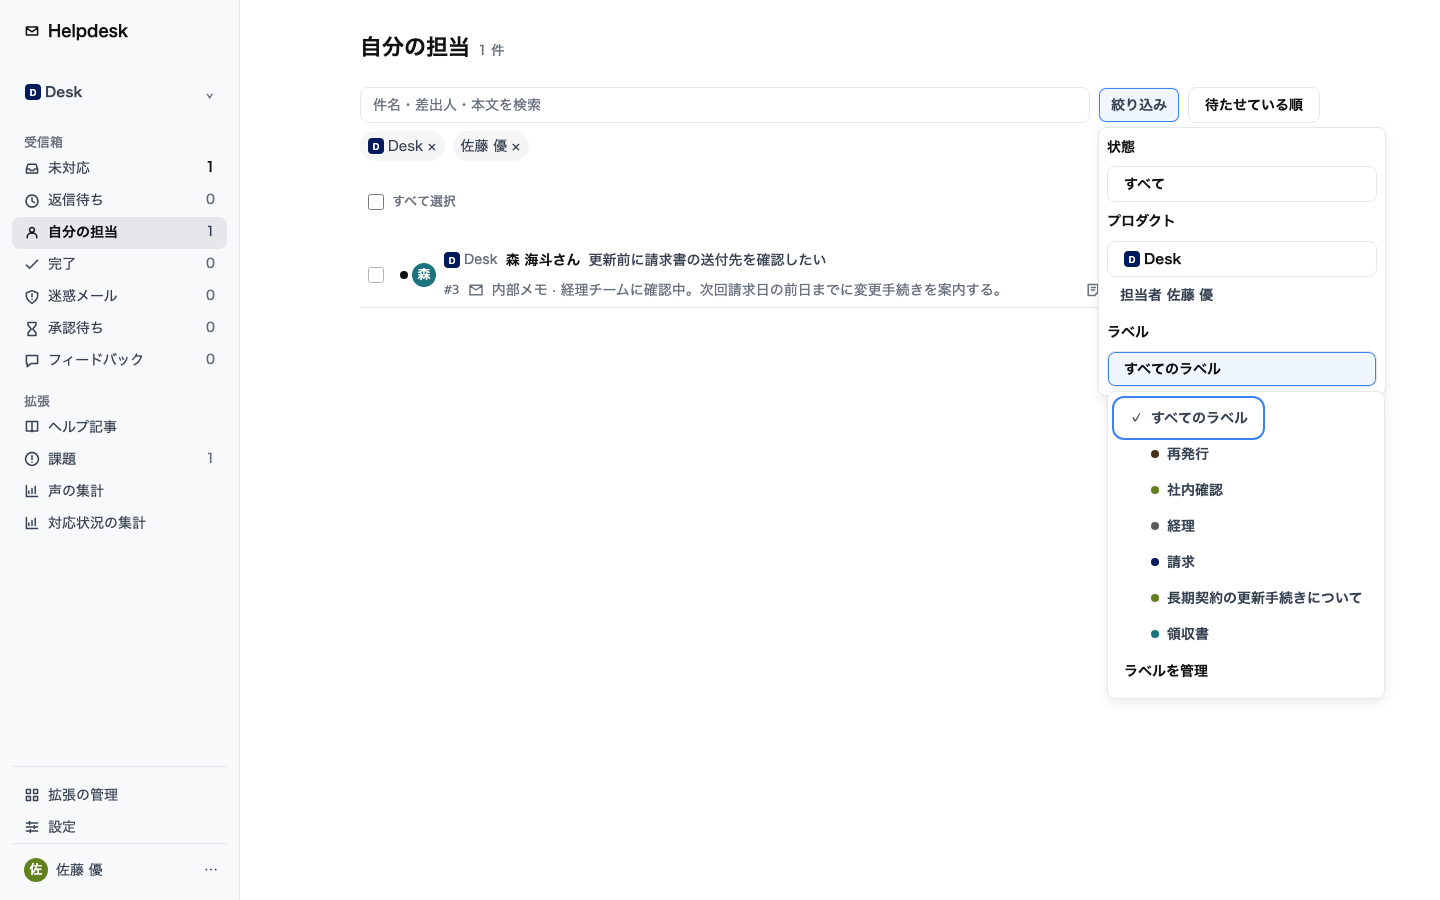 Helpdesk
D Desk
受信箱
未対応 1
返信待ち 0
自分の担当 1
完了 0
迷惑メール 0
承認待ち 0
フィードバック 0
拡張
ヘルプ記事
課題 1
声の集計
対応状況の集計
拡張の管理
設定
佐 佐藤 優 …
自分の担当 1 件
件名・差出人・本文を検索
絞り込み
待たせている順
D Desk ×
佐藤 優 ×
すべて選択
森
D Desk 森 海斗さん 更新前に請求書の送付先を確認したい
#3 内部メモ · 経理チームに確認中。次回請求日の前日までに変更手続きを案内する。
状態
すべて
プロダクト
D Desk
担当者 佐藤 優
ラベル
すべてのラベル
✓ すべてのラベル
再発行
社内確認
経理
請求
長期契約の更新手続きについて
領収書
ラベルを管理